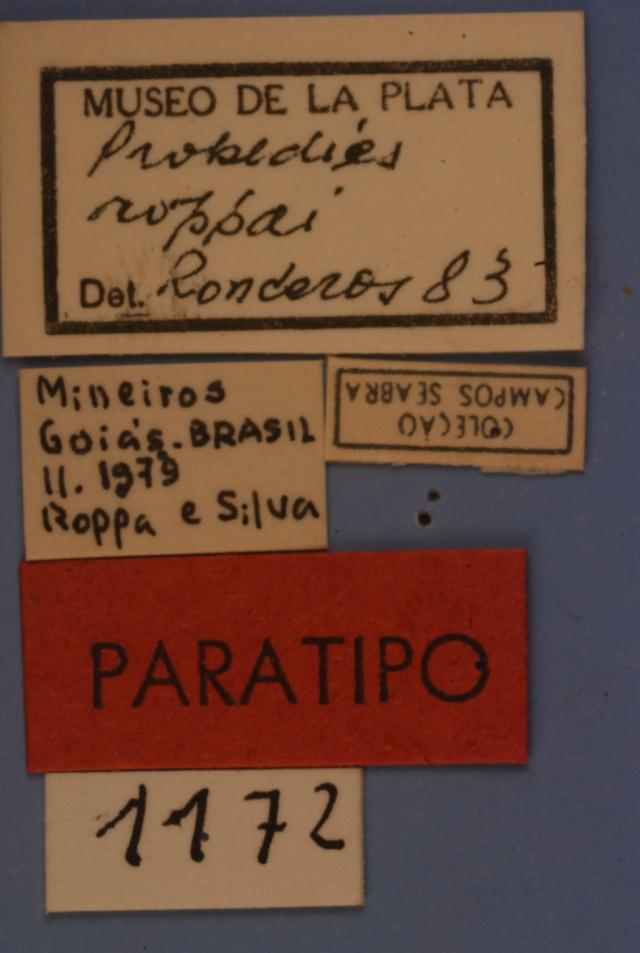 MUSEO DE LA PLATA
Probedies
roppai
Det. Ronderos 83
Mineiros
Goiás. BRASIL
11. 1979
Roppa e Silva
COLEÇÃO
CAMPOS SEABRA
PARATIPO
1172